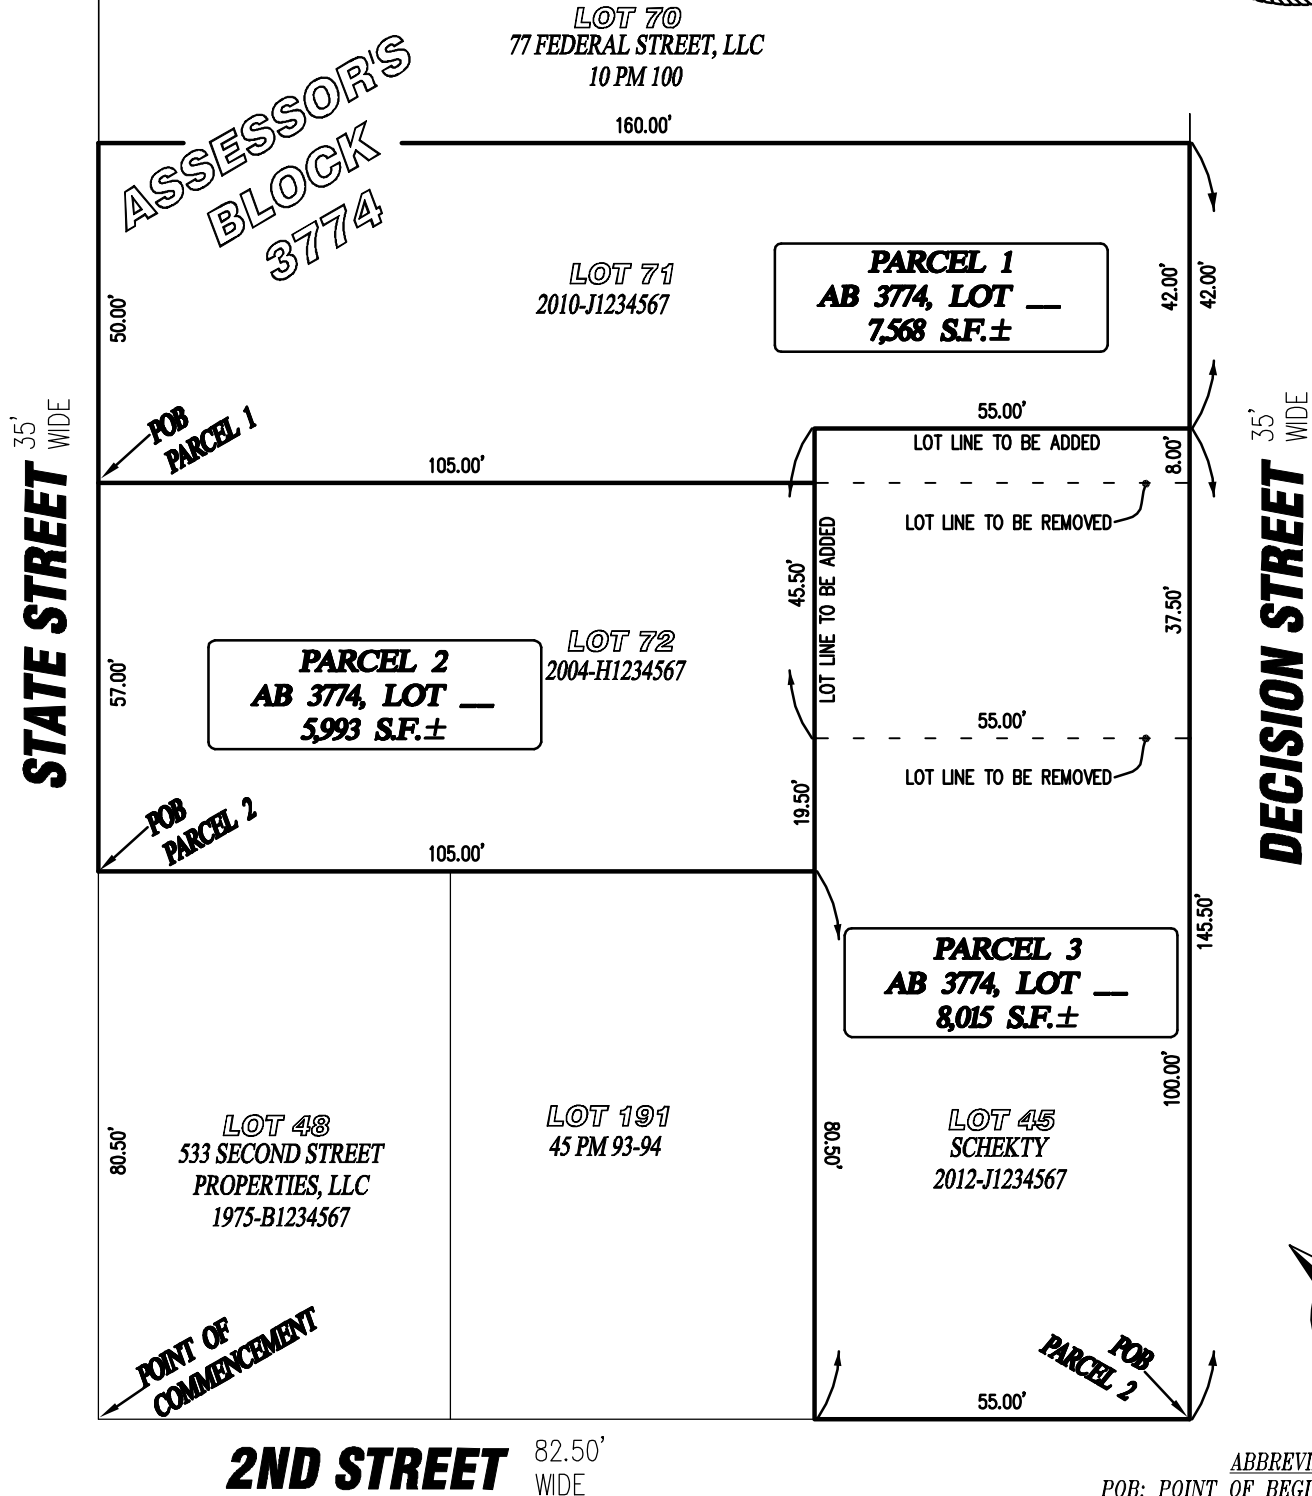 LOT 70
77 FEDERAL STREET, LLC
10 PM 100
160.00'
ASSESSOR'S
BLOCK
3774
LOT 71
2010-J1234567
PARCEL 1
AB 3774, LOT __
7,568 S.F.±
42.00'
42.00'
50.00'
POB
PARCEL 1
55.00'
LOT LINE TO BE ADDED
8.00'
105.00'
LOT LINE TO BE REMOVED
STATE STREET
35'
WIDE
DECISION STREET
35'
WIDE
45.50'
LOT LINE TO BE ADDED
37.50'
LOT 72
2004-H1234567
PARCEL 2
AB 3774, LOT __
5,993 S.F.±
57.00'
55.00'
LOT LINE TO BE REMOVED
19.50'
POB
PARCEL 2
105.00'
145.50'
PARCEL 3
AB 3774, LOT __
8,015 S.F.±
100.00'
LOT 48
533 SECOND STREET
PROPERTIES, LLC
1975-B1234567
80.50'
LOT 191
45 PM 93-94
80.50'
LOT 45
SCHEKTY
2012-J1234567
POINT OF
COMMENCEMENT
POB
PARCEL 2
55.00'
2ND STREET
82.50'
WIDE
ABBREVI
POB: POINT OF BEGI